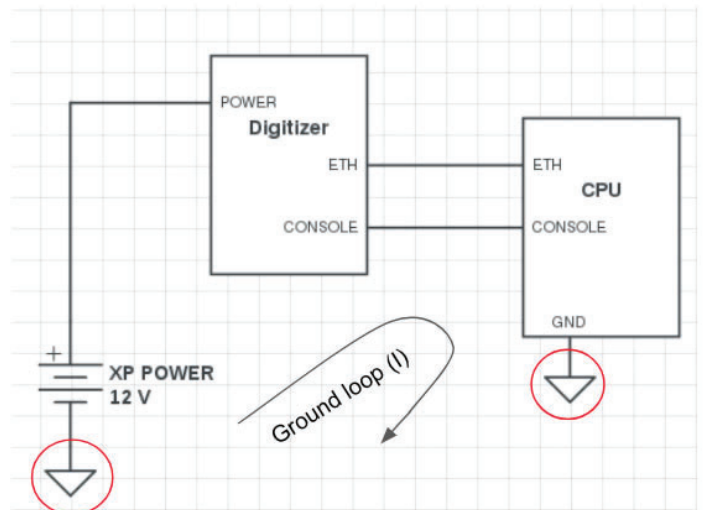 POWER
Digitizer
ETH
CONSOLE
ETH
CPU
CONSOLE
GND
+
XP POWER
12 V
Ground loop (I)